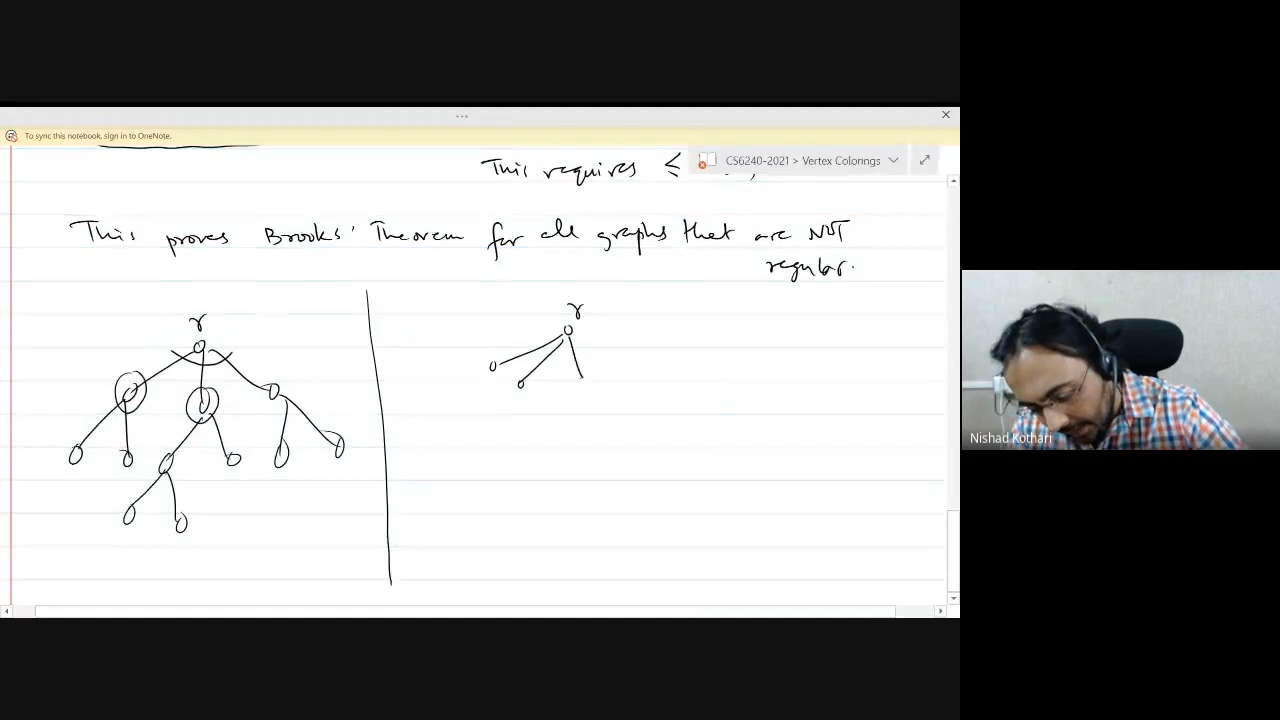 To sync this notebook, sign in to OneNote.
CS6240-2021 > Vertex Colorings
This requires ≤
This proves Brooks' Theorem for all graphs that are NOT
regular.
r
r
Nishad Kothari